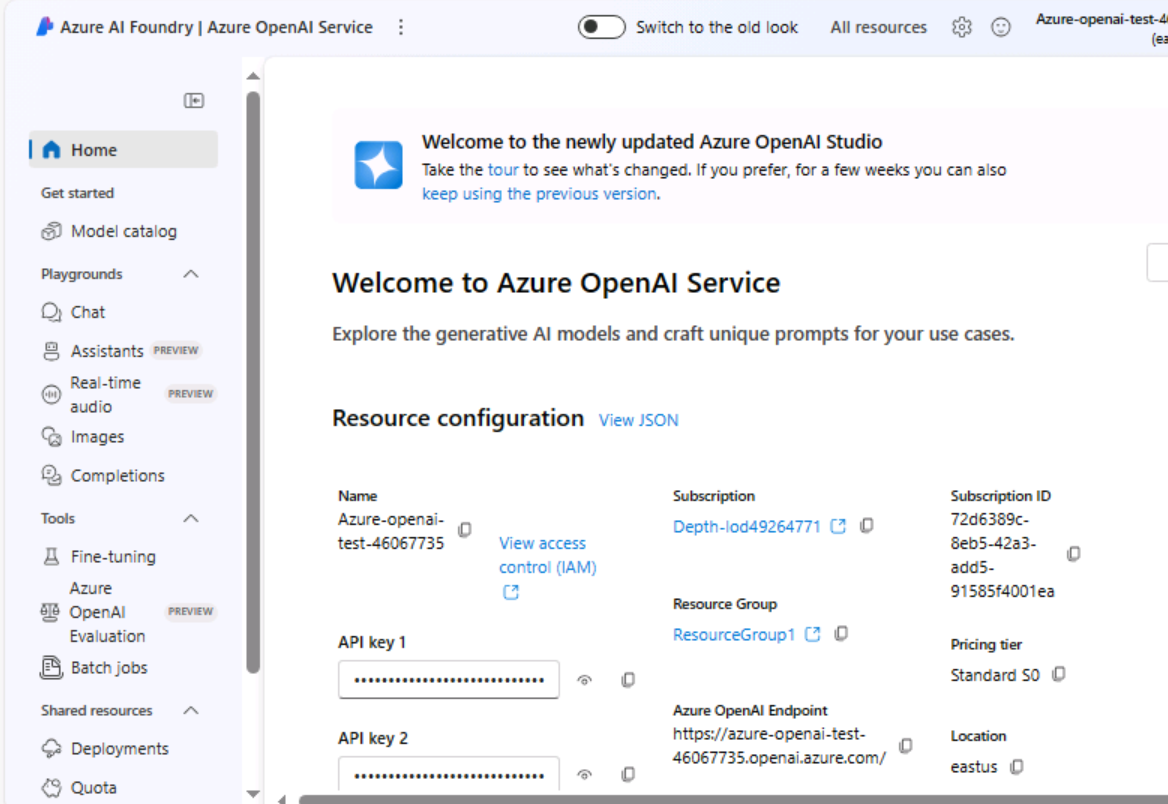 Azure AI Foundry | Azure OpenAI Service
Switch to the old look
All resources
Azure-openai-test-4
(ea
Home
Get started
Model catalog
Playgrounds
Chat
Assistants PREVIEW
Real-time
audio
PREVIEW
Images
Completions
Tools
Fine-tuning
Azure
OpenAI
Evaluation
PREVIEW
Batch jobs
Shared resources
Deployments
Quota
Welcome to the newly updated Azure OpenAI Studio
Take the tour to see what's changed. If you prefer, for a few weeks you can also
keep using the previous version.
Welcome to Azure OpenAI Service
Explore the generative AI models and craft unique prompts for your use cases.
Resource configuration View JSON
Name
Azure-openai-
test-46067735
View access
control (IAM)
API key 1
••••••••••••••••••••••••••••
API key 2
••••••••••••••••••••••••••••
Subscription
Depth-lod49264771
Resource Group
ResourceGroup1
Azure OpenAI Endpoint
https://azure-openai-test-
46067735.openai.azure.com/
Subscription ID
72d6389c-
8eb5-42a3-
add5-
91585f4001ea
Pricing tier
Standard S0
Location
eastus